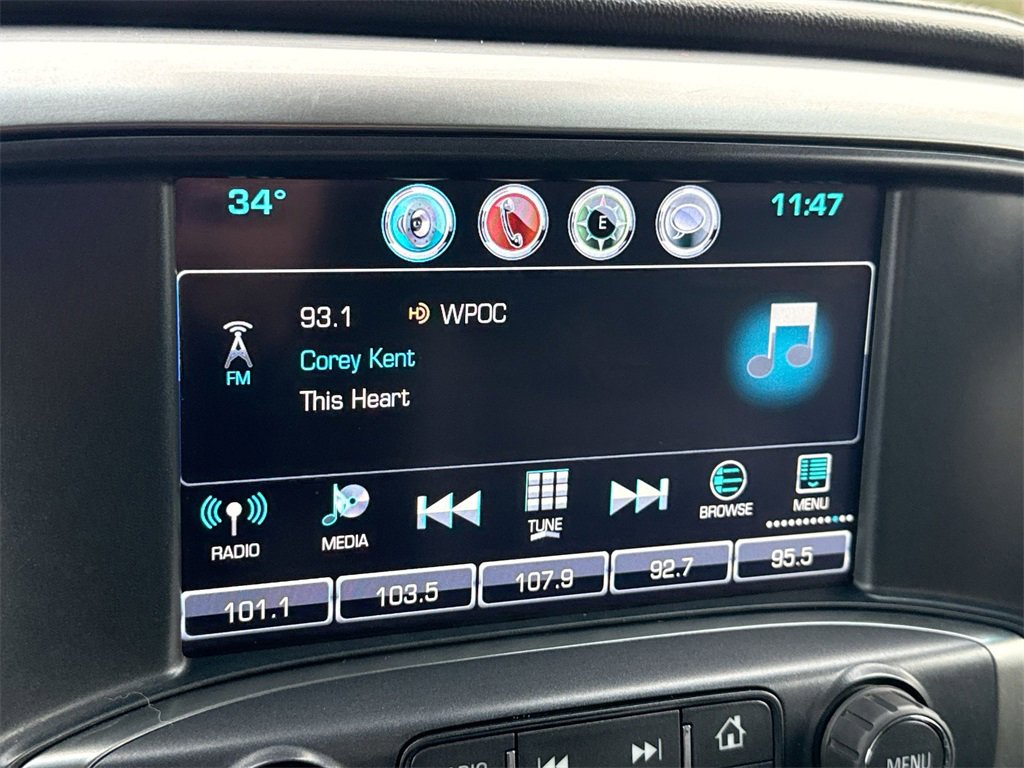 34° E 11:47
93.1 HD WPOC
Corey Kent
FM
This Heart
RADIO MEDIA TUNE BROWSE MENU
101.1 103.5 107.9 92.7 95.5
MENU